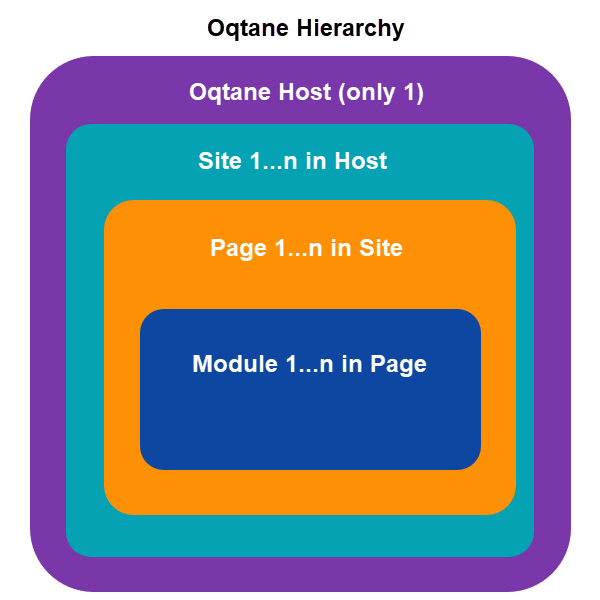 Oqtane Hierarchy
Oqtane Host (only 1)
Site 1...n in Host
Page 1...n in Site
Module 1...n in Page